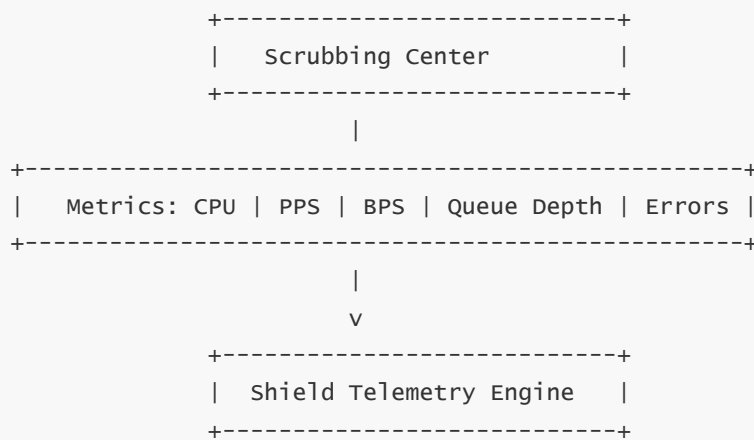 +----------------------------+
|   Scrubbing Center         |
+----------------------------+
|
+---------------------------------------------------+
|   Metrics: CPU | PPS | BPS | Queue Depth | Errors |
+---------------------------------------------------+
|
v
+----------------------------+
|  Shield Telemetry Engine   |
+----------------------------+